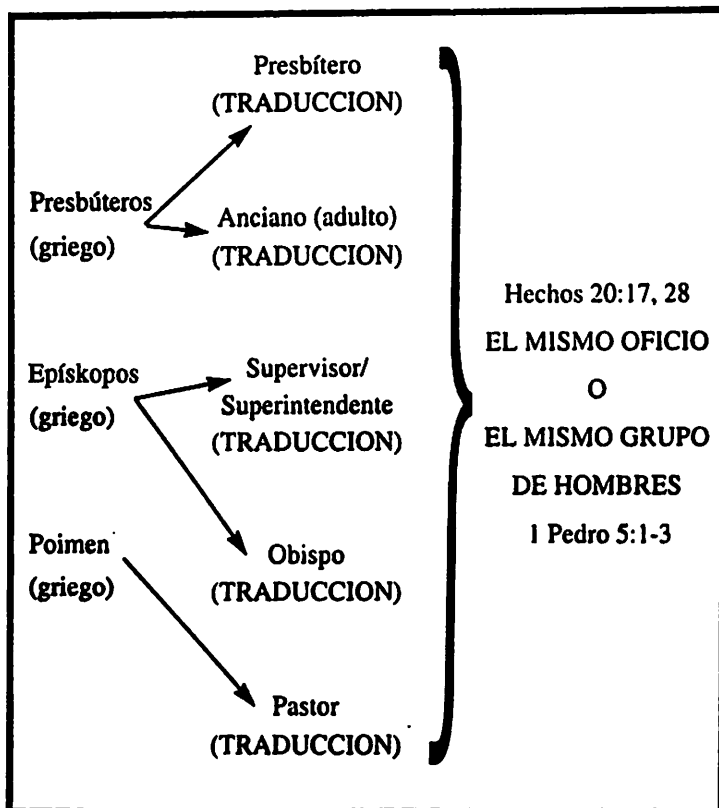 Presbítero
(TRADUCCION)
Presbúteros
(griego)
Anciano (adulto)
(TRADUCCION)
Epískopos
(griego)
Supervisor/
Superintendente
(TRADUCCION)
Obispo
(TRADUCCION)
Poimen
(griego)
Pastor
(TRADUCCION)
Hechos 20:17, 28
EL MISMO OFICIO
O
EL MISMO GRUPO
DE HOMBRES
1 Pedro 5:1-3